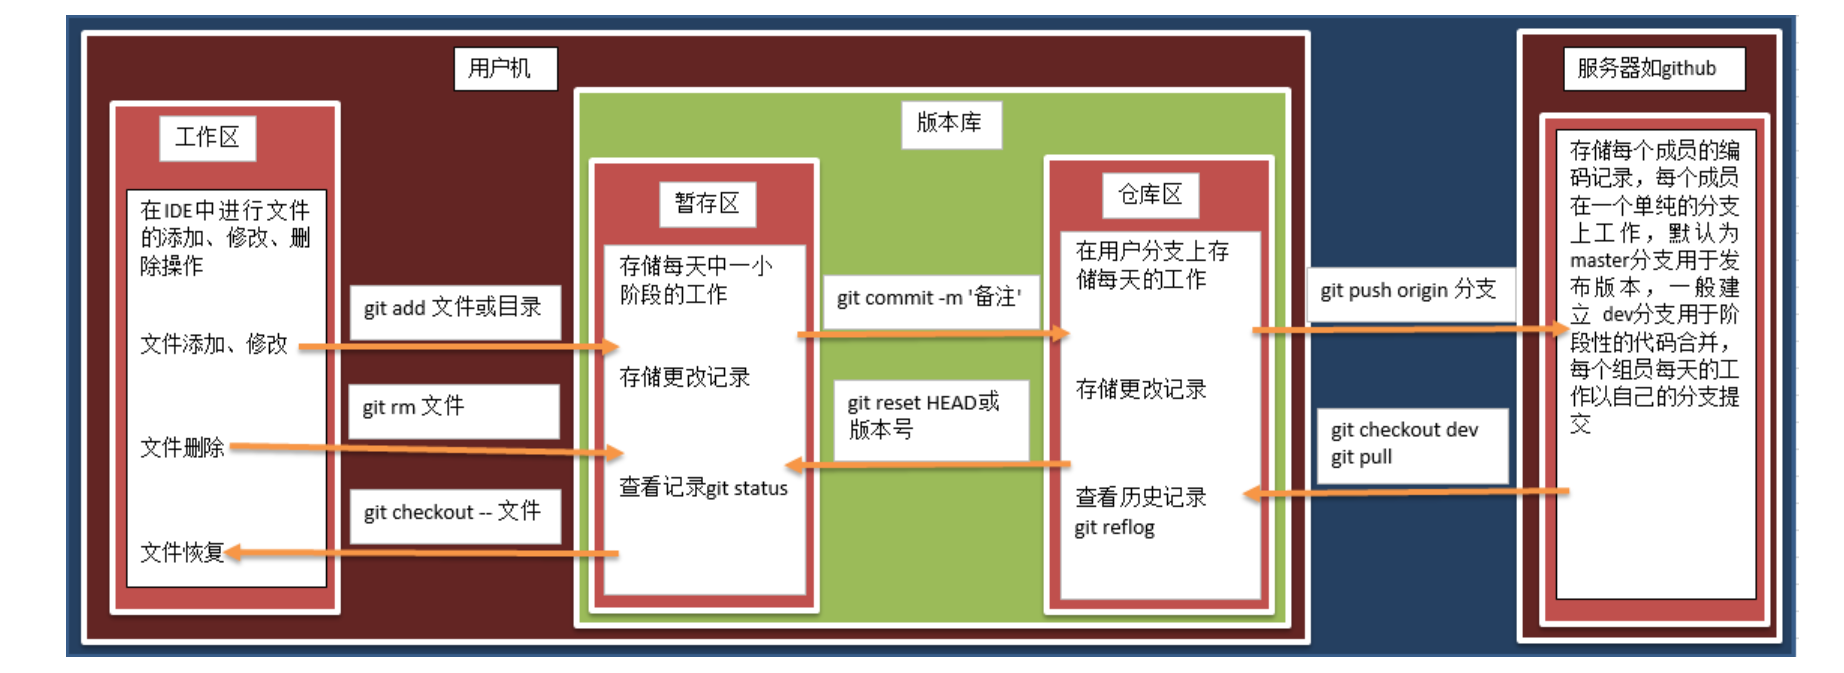 用户机
服务器如github
工作区
版本库
在IDE中进行文件
的添加、修改、删
除操作
文件添加、修改
文件删除
文件恢复
git add 文件或目录
git rm 文件
git checkout -- 文件
暂存区
存储每天中一小
阶段的工作
存储更改记录
查看记录git status
git commit -m '备注'
git reset HEAD或
版本号
仓库区
在用户分支上存
储每天的工作
存储更改记录
查看历史记录
git reflog
git push origin 分支
git checkout dev
git pull
存储每个成员的编
码记录，每个成员
在一个单纯的分支
上工作，默认为
master分支用于发
布版本，一般建
立 dev分支用于阶
段性的代码合并，
每个组员每天的工
作以自己的分支提
交